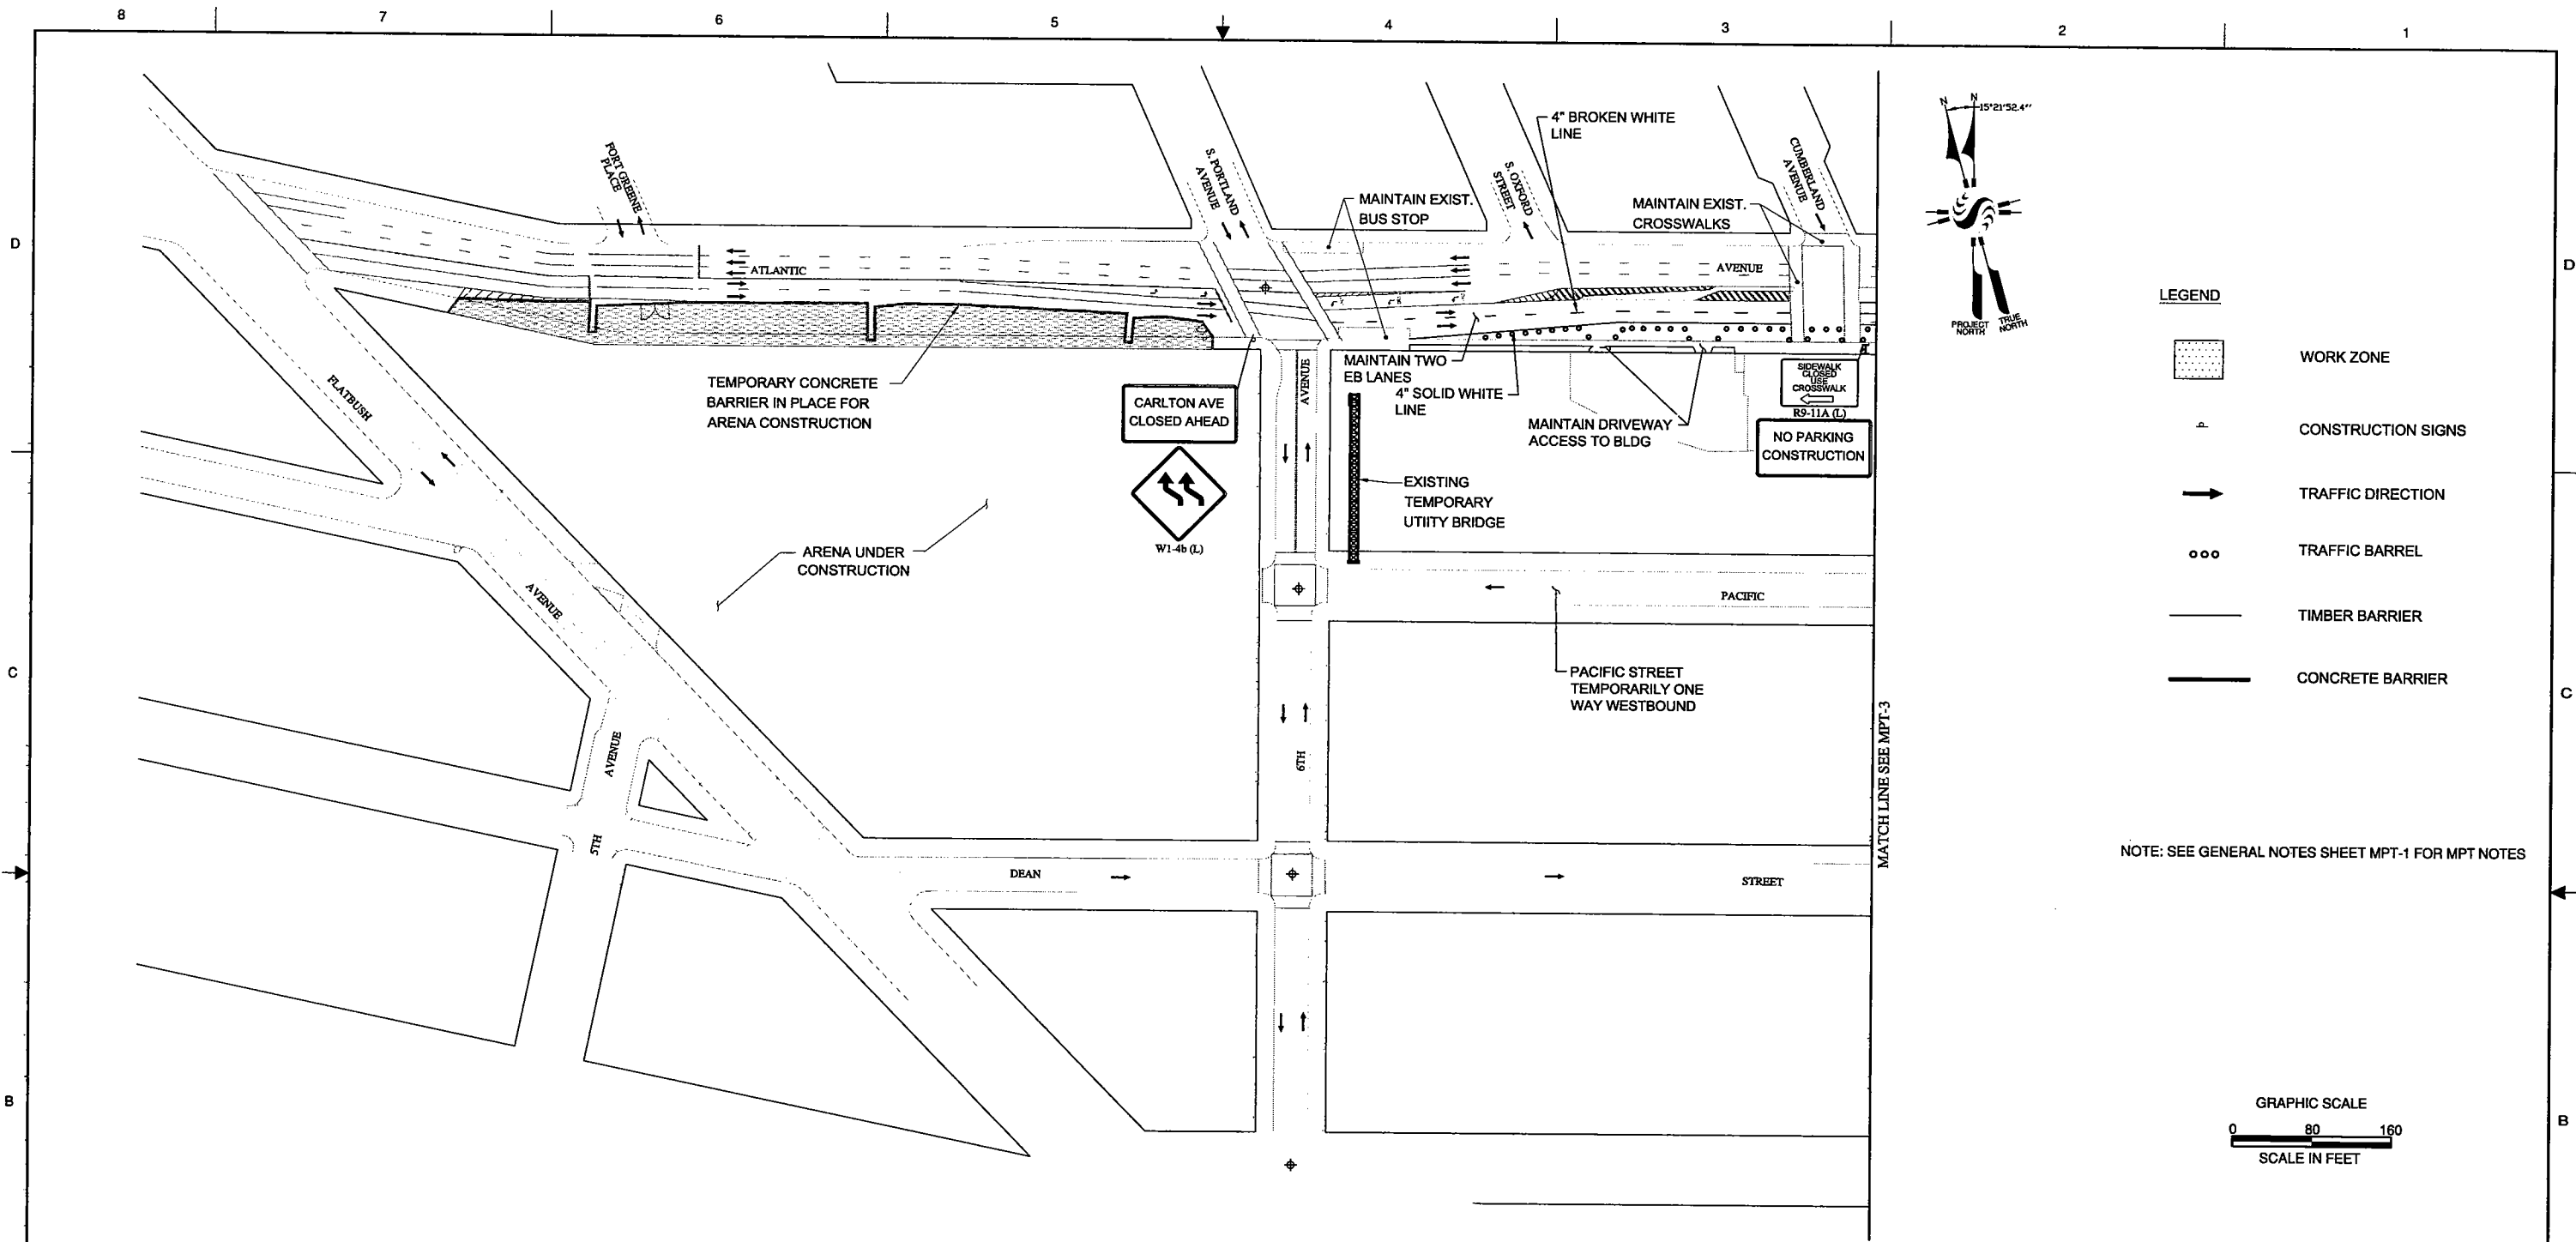 8 7 6 5 4 3 2 1
D
D
C
C
B
B
FORT GREENE
PLACE
S. PORTLAND
AVENUE
S. OXFORD
STREET
CUMBERLAND
AVENUE
4" BROKEN WHITE
LINE
MAINTAIN EXIST.
BUS STOP
MAINTAIN EXIST.
CROSSWALKS
ATLANTIC
AVENUE
N N
15°21'52.4"
PROJECT
NORTH
TRUE
NORTH
TEMPORARY CONCRETE
BARRIER IN PLACE FOR
ARENA CONSTRUCTION
CARLTON AVE
CLOSED AHEAD
W1-4b (L)
MAINTAIN TWO
EB LANES
4" SOLID WHITE
LINE
MAINTAIN DRIVEWAY
ACCESS TO BLDG
SIDEWALK
CLOSED
USE
CROSSWALK
R9-11A (L)
NO PARKING
CONSTRUCTION
EXISTING
TEMPORARY
UTIITY BRIDGE
ARENA UNDER
CONSTRUCTION
FLATBUSH
AVENUE
AVENUE
6TH
PACIFIC
PACIFIC STREET
TEMPORARILY ONE
WAY WESTBOUND
AVENUE
5TH
DEAN
STREET
MATCH LINE SEE MPT-3
LEGEND
WORK ZONE
CONSTRUCTION SIGNS
TRAFFIC DIRECTION
TRAFFIC BARREL
TIMBER BARRIER
CONCRETE BARRIER
NOTE: SEE GENERAL NOTES SHEET MPT-1 FOR MPT NOTES
GRAPHIC SCALE
0 80 160
SCALE IN FEET